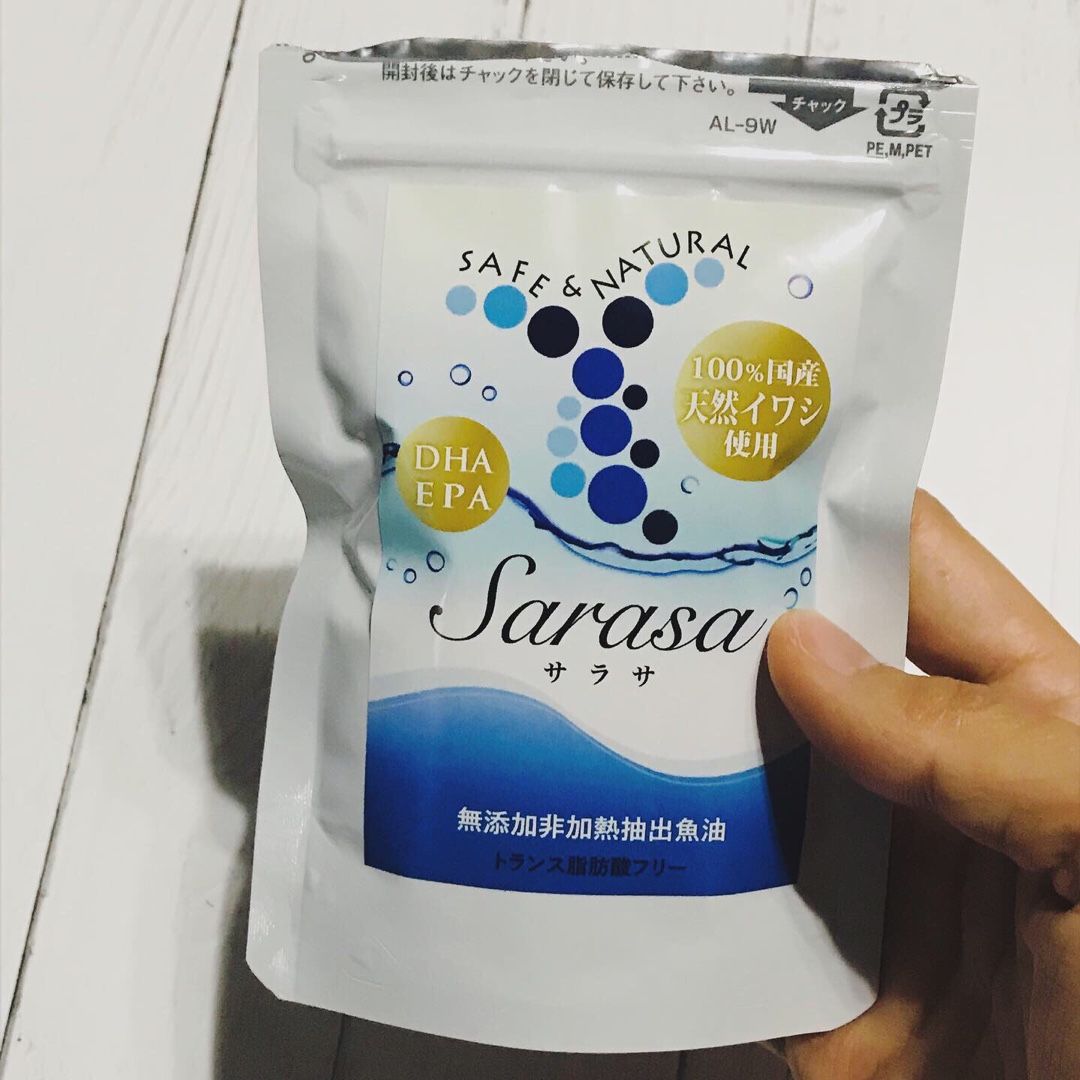 開封後はチャックを閉じて保存して下さい。
チャック
プラ
AL-9W
PE,M,PET
SAFE & NATURAL
100%国産
天然イワシ
使用
DHA
EPA
Sarasa
サラサ
無添加非加熱抽出魚油
トランス脂肪酸フリー